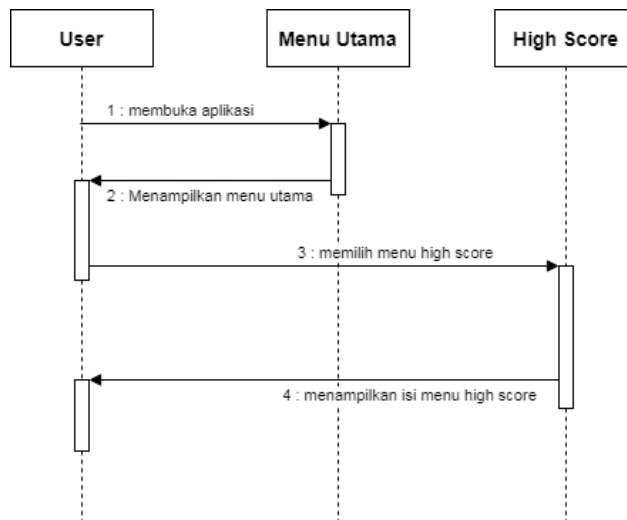 User
Menu Utama
High Score
1 : membuka aplikasi
2 : Menampilkan menu utama
3 : memilih menu high score
4 : menampilkan isi menu high score